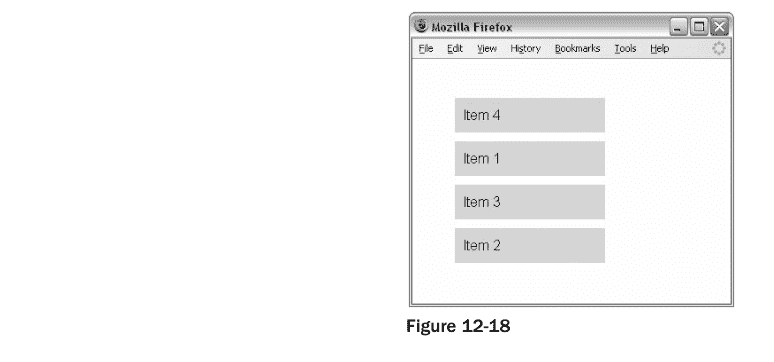 Mozilla Firefox
File Edit View History Bookmarks Tools Help
Item 4
Item 1
Item 3
Item 2
Figure 12-18